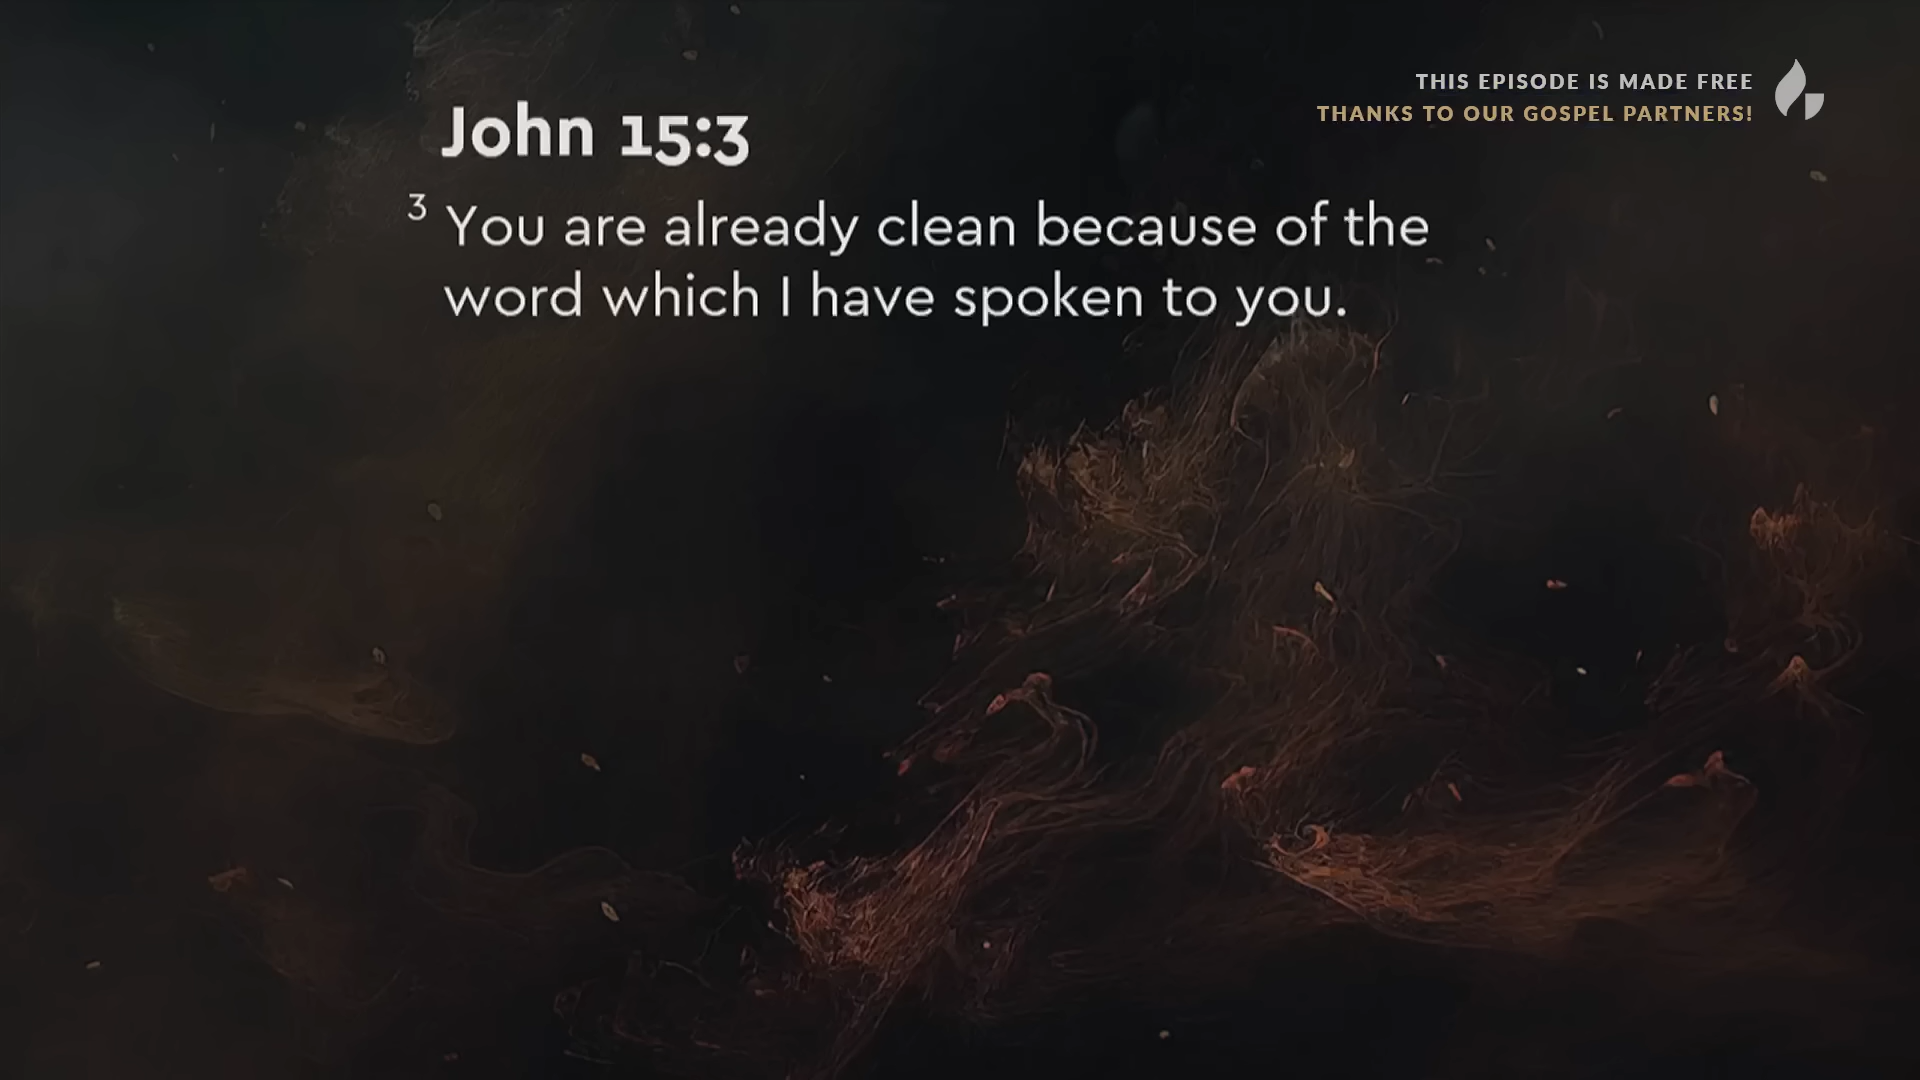 THIS EPISODE IS MADE FREE
THANKS TO OUR GOSPEL PARTNERS!
John 15:3
3 You are already clean because of the
word which I have spoken to you.